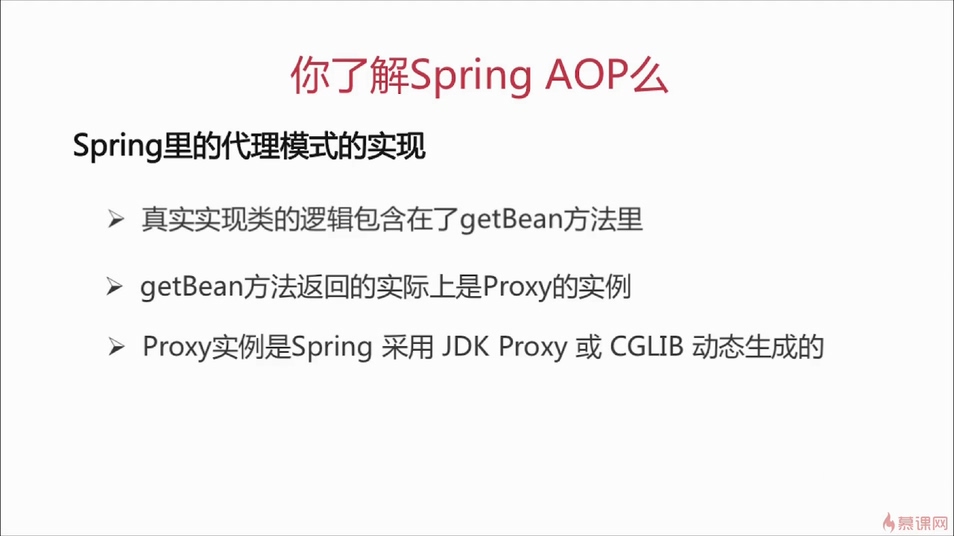 你了解Spring AOP么
Spring里的代理模式的实现
真实实现类的逻辑包含在了getBean方法里
getBean方法返回的实际上是Proxy的实例
Proxy实例是Spring 采用 JDK Proxy 或 CGLIB 动态生成的
慕课网